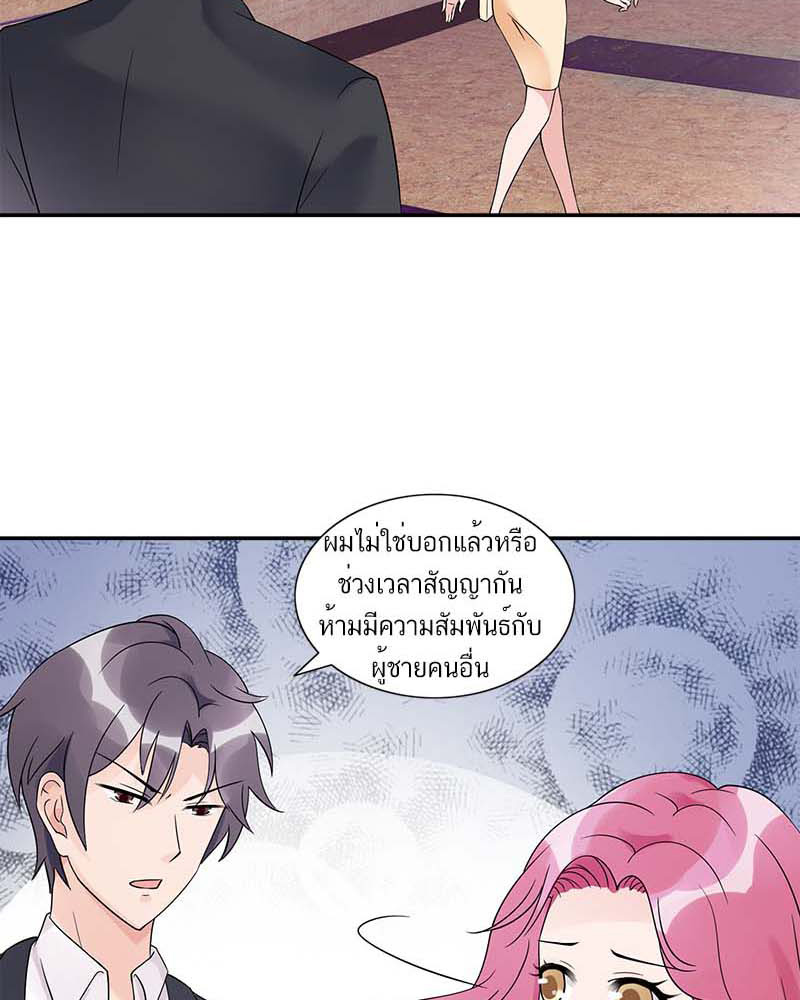 ผมไม่ใช่บอกแล้วหรือ
ช่วงเวลาสัญญากัน
ห้ามมีความสัมพันธ์กับ
ผู้ชายคนอื่น